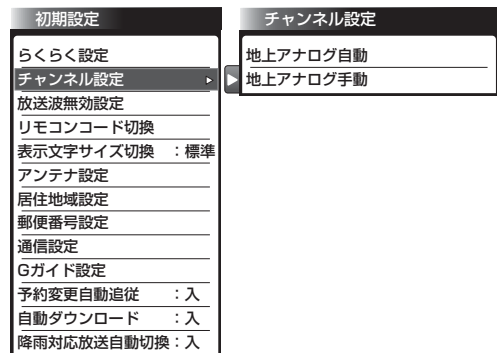 初期設定
らくらく設定
チャンネル設定
放送波無効設定
リモコンコード切換
表示文字サイズ切換 ：標準
アンテナ設定
居住地域設定
郵便番号設定
通信設定
Gガイド設定
予約変更自動追従 ：入
自動ダウンロード ：入
降雨対応放送自動切換：入
チャンネル設定
地上アナログ自動
地上アナログ手動